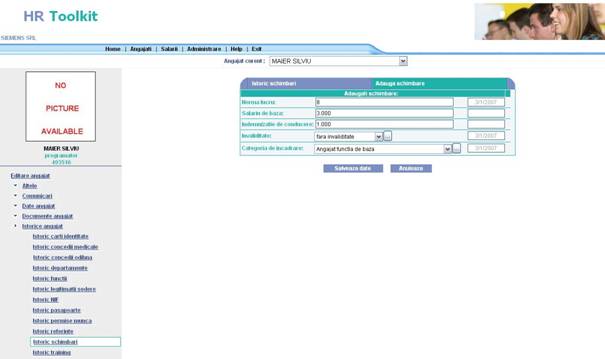 HR Toolkit
SIEMENS SRL
Home | Angajati | Salarii | Administrare | Help | Exit
Angajat curent : MAIER SILVIU
NO
PICTURE
AVAILABLE
MAIER SILVIU
programator
493516
Istoric schimbari Adauga schimbare
Adaugati schimbare:
Norma lucru: 8 3/1/2007
Salariu de baza: 3.000
Indemnizatie de conducere: 1.000
Invaliditate: fara invaliditate ... 3/1/2007
Categoria de incadrare: Angajat functia de baza ... 3/1/2007
Salveaza date Anuleaza
Editare angajat
Altele
Comunicari
Date angajat
Documente angajat
Istorice angajat
Istoric carti identitate
Istoric concedii medicale
Istoric concedii odihna
Istoric departamente
Istoric functii
Istoric legitimatii sedere
Istoric NIF
Istoric pasapoarte
Istoric permise munca
Istoric referinte
Istoric schimbari
Istoric training